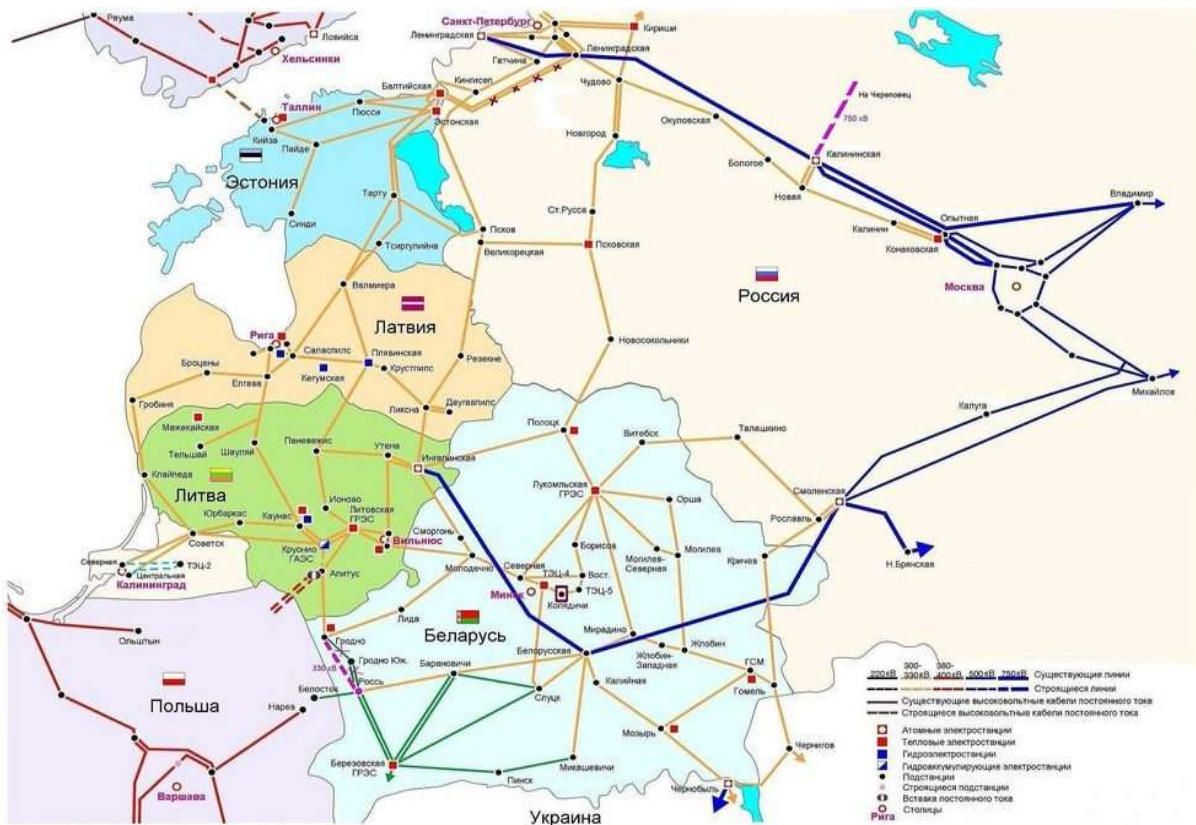 Раума
Ловийса
Хельсинки
Санкт-Петербург
Ленинградская
Кириши
Ленинградская
Гатчина
Чудово
Балтийская
Кингисеп
Таллин
Пюсси
Эстонская
На Череповец
750 кВ
Кийза
Пайде
Новгород
Окуловская
Бологое
Калининская
Эстония
Новая
Тарту
Владимир
Синди
Ст.Русса
Калинин
Опытная
Псков
Конаковская
Тсиргулийна
Великорецкая
Псковская
Москва
Валмиера
Россия
Латвия
Рига
Саласпилс
Плявинская
Новосокольники
Броцены
Резекне
Кегумская
Крустпилс
Елгава
Михайлов
Гробиня
Ликсна
Даугавпилс
Калуга
Мажекяйская
Полоцк
Витебск
Талашкино
Паневежис
Утена
Тельшай
Шауляй
Игналинская
Клайпеда
Литва
Лукомльская
ГРЭС
Смоленская
Орша
Ионово
Юрбаркас
Каунас
Литовская
ГРЭС
Рославль
Сморгонь
Вильнюс
Борисов
Советск
Круонио
ГАЭС
Могилев-
Северная
Могилев
Кричев
Северная
ТЭЦ-2
Молодечно
Северная
ТЭЦ-4
Вост.
Н.Брянская
Центральная
Алитус
Калининград
Минск
ТЭЦ-5
Колядичи
Лида
Беларусь
Мирадино
Ольштын
Гродно
Жлобин
Гродно Юж.
Барановичи
Белорусская
Жлобин-
Западная
330 кВ
ГСМ
Белосток
Россь
Калийная
Гомель
Польша
Нарев
Слуцк
Мозырь
Чернигов
Березовская
ГРЭС
Микашевичи
Пинск
Варшава
Чернобыль
Украина
220кВ 300-330кВ 380-400кВ 500кВ 750кВ Существующие линии
Строящиеся линии
Существующие высоковольтные кабели постоянного тока
Строящиеся высоковольтные кабели постоянного тока
Атомные электростанции
Тепловые электростанции
Гидроэлектростанции
Гидроаккумулирующие электростанции
Подстанции
Строящиеся подстанции
Вставка постоянного тока
Рига Столицы